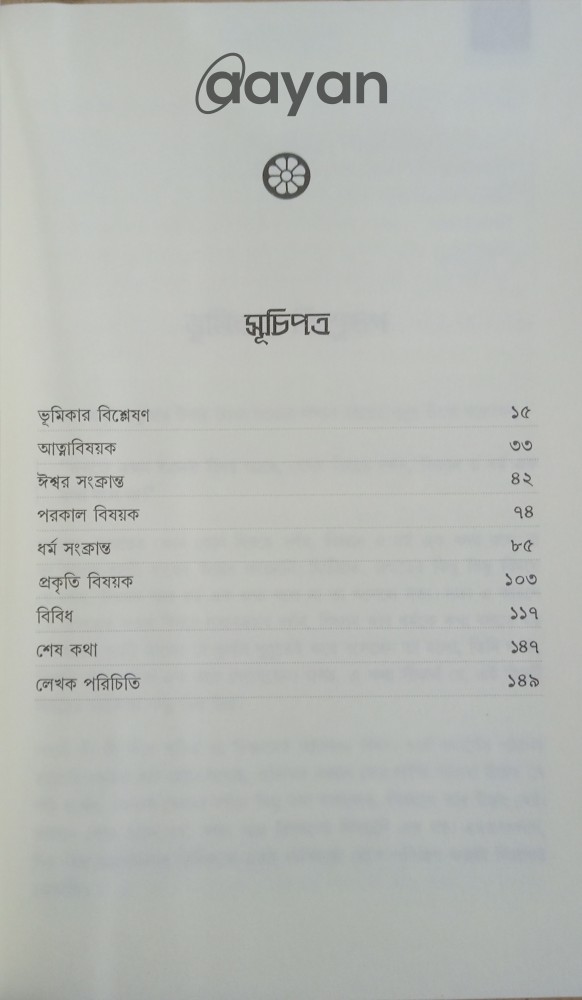 aayan
সূচিপত্র
ভূমিকার বিশ্লেষণ ১৫
আত্মাবিষয়ক ৩৩
ঈশ্বর সংক্রান্ত ৪২
পরকাল বিষয়ক ৭৪
ধর্ম সংক্রান্ত ৮৫
প্রকৃতি বিষয়ক ১০৩
বিবিধ ১১৭
শেষ কথা ১৪৭
লেখক পরিচিতি ১৪৯